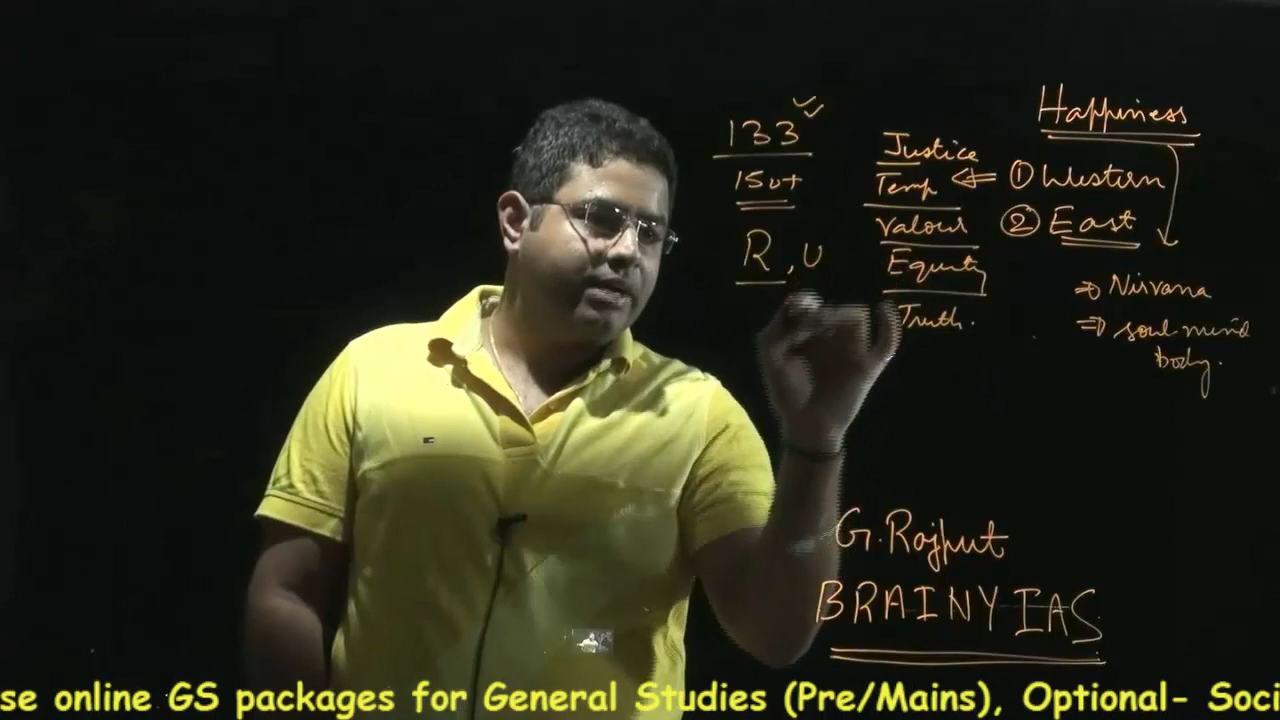 133
150+
R, U
Justice
Temp
Valour
Equity
Truth.
Happiness
① Western
② East
⇒ Nirvana
⇒ soul mind
body.
G. Rajput
BRAINY IAS
se online GS packages for General Studies (Pre/Mains), Optional- Soci